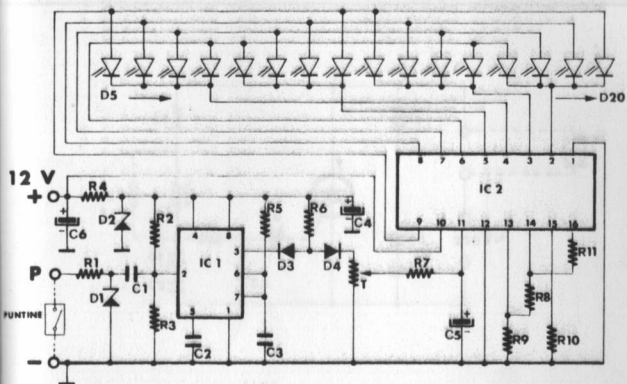 D5
D20
8 7 6 5 4 3 2 1
IC 2
9 10 11 12 13 14 15 16
12 V
+
R4
+
-
C6
D2
R2
4 8
R5
R6
C4
-
R11
IC 1
3
D3
D4
R7
P
R1
C1
2
6
T
R8
D1
7
PUNTINE
R3
5 1
C5
R9
R10
C2
C3
-